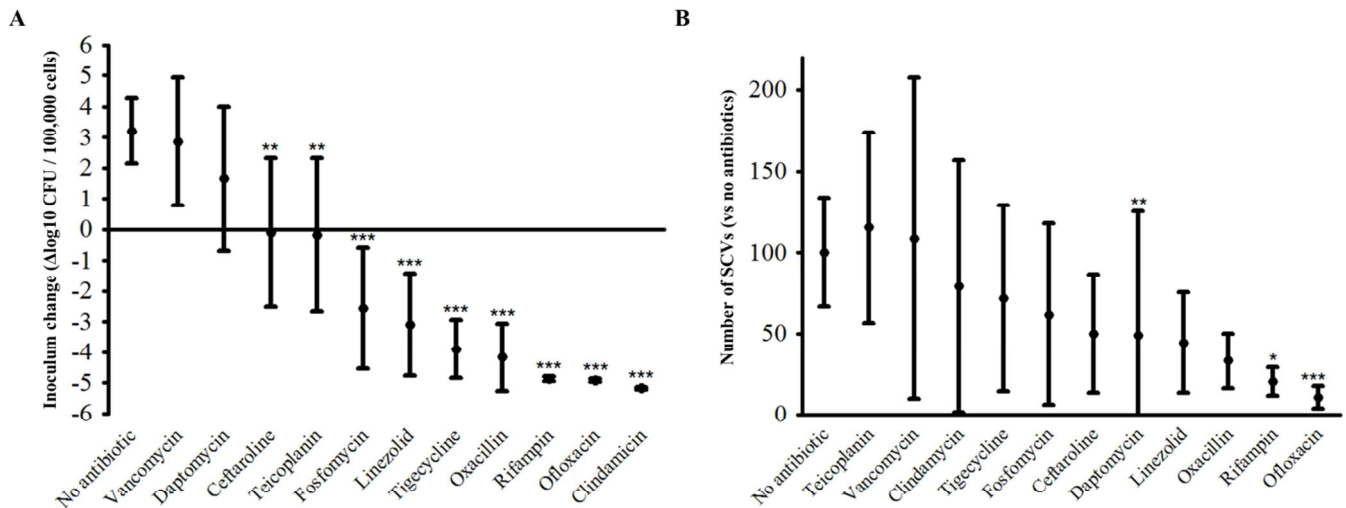 A
Inoculum change (Δlog10 CFU / 100,000 cells)
6
5
4
3
2
1
0
-1
-2
-3
-4
-5
-6
**
**
***
***
***
***
***
***
***
No antibiotic
Vancomycin
Daptomycin
Ceftaroline
Teicoplanin
Fosfomycin
Linezolid
Tigecycline
Oxacillin
Rifampin
Ofloxacin
Clindamicin
B
Number of SCVs (vs no antibiotics)
200
150
100
50
0
**
*
***
No antibiotic
Teicoplanin
Vancomycin
Clindamycin
Tigecycline
Fosfomycin
Ceftaroline
Daptomycin
Linezolid
Oxacillin
Rifampin
Ofloxacin